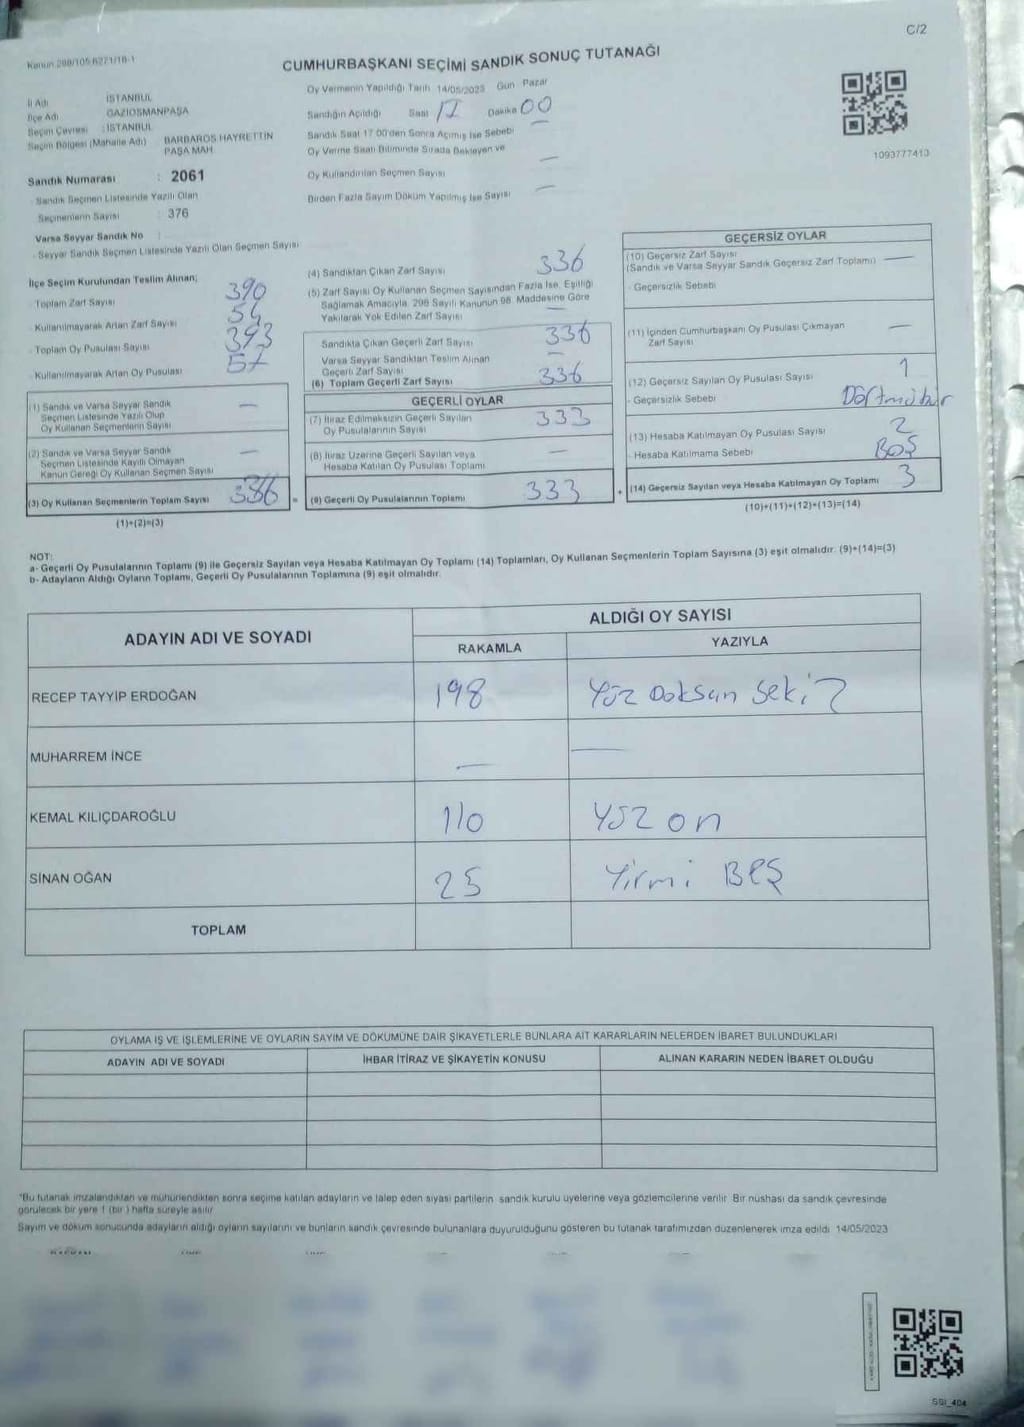 C/2
Kanun 298/105-6271/18-1
CUMHURBAŞKANI SEÇİMİ SANDIK SONUÇ TUTANAĞI
İl Adı : İSTANBUL
İlçe Adı : GAZİOSMANPAŞA
Seçim Çevresi : İSTANBUL
Seçim Bölgesi (Mahalle Adı) : BARBAROS HAYRETTİN
PAŞA MAH.
Sandık Numarası : 2061
- Sandık Seçmen Listesinde Yazılı Olan
Seçmenlerin Sayısı : 376
Varsa Seyyar Sandık No :
- Seyyar Sandık Seçmen Listesinde Yazılı Olan Seçmen Sayısı
Oy Vermenin Yapıldığı Tarih 14/05/2023 Gün Pazar
Sandığın Açıldığı Saat 17 Dakika 00
Sandık Saat 17.00'den Sonra Açılmış İse Sebebi —
Oy Verme Saati Bitiminde Sırada Bekleyen ve
Oy Kullandırılan Seçmen Sayısı —
Birden Fazla Sayım Döküm Yapılmış İse Sayısı —
1093777413
İlçe Seçim Kurulundan Teslim Alınan;
- Toplam Zarf Sayısı 390
- Kullanılmayarak Artan Zarf Sayısı 54
- Toplam Oy Pusulası Sayısı 393
- Kullanılmayarak Artan Oy Pusulası 57
(1) Sandık ve Varsa Seyyar Sandık —
Seçmen Listesinde Yazılı Olup
Oy Kullanan Seçmenlerin Sayısı
(2) Sandık ve Varsa Seyyar Sandık —
Seçmen Listesinde Kayıtlı Olmayan
Kanun Gereği Oy Kullanan Seçmen Sayısı
(3) Oy Kullanan Seçmenlerin Toplam Sayısı 336 =
(1)+(2)=(3)
(4) Sandıktan Çıkan Zarf Sayısı 336
(5) Zarf Sayısı Oy Kullanan Seçmen Sayısından Fazla İse, Eşitliği
Sağlamak Amacıyla, 298 Sayılı Kanunun 98. Maddesine Göre
Yakılarak Yok Edilen Zarf Sayısı —
Sandıkta Çıkan Geçerli Zarf Sayısı 336
Varsa Seyyar Sandıktan Teslim Alınan —
Geçerli Zarf Sayısı
(6) Toplam Geçerli Zarf Sayısı 336
GEÇERLİ OYLAR
(7) İtiraz Edilmeksizin Geçerli Sayılan 333
Oy Pusulalarının Sayısı
(8) İtiraz Üzerine Geçerli Sayılan veya —
Hesaba Katılan Oy Pusulası Toplamı
(9) Geçerli Oy Pusulalarının Toplamı 333 +
GEÇERSİZ OYLAR
(10) Geçersiz Zarf Sayısı
(Sandık ve Varsa Seyyar Sandık Geçersiz Zarf Toplamı) —
- Geçersizlik Sebebi
(11) İçinden Cumhurbaşkanı Oy Pusulası Çıkmayan —
Zarf Sayısı
(12) Geçersiz Sayılan Oy Pusulası Sayısı 1
- Geçersizlik Sebebi
(13) Hesaba Katılmayan Oy Pusulası Sayısı 2
- Hesaba Katılmama Sebebi BOŞ
(14) Geçersiz Sayılan veya Hesaba Katılmayan Oy Toplamı 3
(10)+(11)+(12)+(13)=(14)
NOT:
a- Geçerli Oy Pusulalarının Toplamı (9) ile Geçersiz Sayılan veya Hesaba Katılmayan Oy Toplamı (14) Toplamları, Oy Kullanan Seçmenlerin Toplam Sayısına (3) eşit olmalıdır. (9)+(14)=(3)
b- Adayların Aldığı Oyların Toplamı, Geçerli Oy Pusulalarının Toplamına (9) eşit olmalıdır.
ADAYIN ADI VE SOYADI
ALDIĞI OY SAYISI
RAKAMLA YAZIYLA
RECEP TAYYİP ERDOĞAN 198 Yüz Doksan Sekiz
MUHARREM İNCE — —
KEMAL KILIÇDAROĞLU 110 Yüz on
SİNAN OĞAN 25 Yirmi BEŞ
TOPLAM
OYLAMA İŞ VE İŞLEMLERİNE VE OYLARIN SAYIM VE DÖKÜMÜNE DAİR ŞİKAYETLERLE BUNLARA AİT KARARLARIN NELERDEN İBARET BULUNDUKLARI
ADAYIN ADI VE SOYADI İHBAR İTİRAZ VE ŞİKAYETİN KONUSU ALINAN KARARIN NEDEN İBARET OLDUĞU
*Bu tutanak imzalandıktan ve mühürlendikten sonra seçime katılan adayların ve talep eden siyasi partilerin sandık kurulu üyelerine veya gözlemcilerine verilir. Bir nüshası da sandık çevresinde
görülecek bir yere 1 (bir) hafta süreyle asılır.
Sayım ve döküm sonucunda adayların aldığı oyların sayılarını ve bunların sandık çevresinde bulunanlara duyurulduğunu gösteren bu tutanak tarafımızdan düzenlenerek imza edildi. 14/05/2023
SSI_404